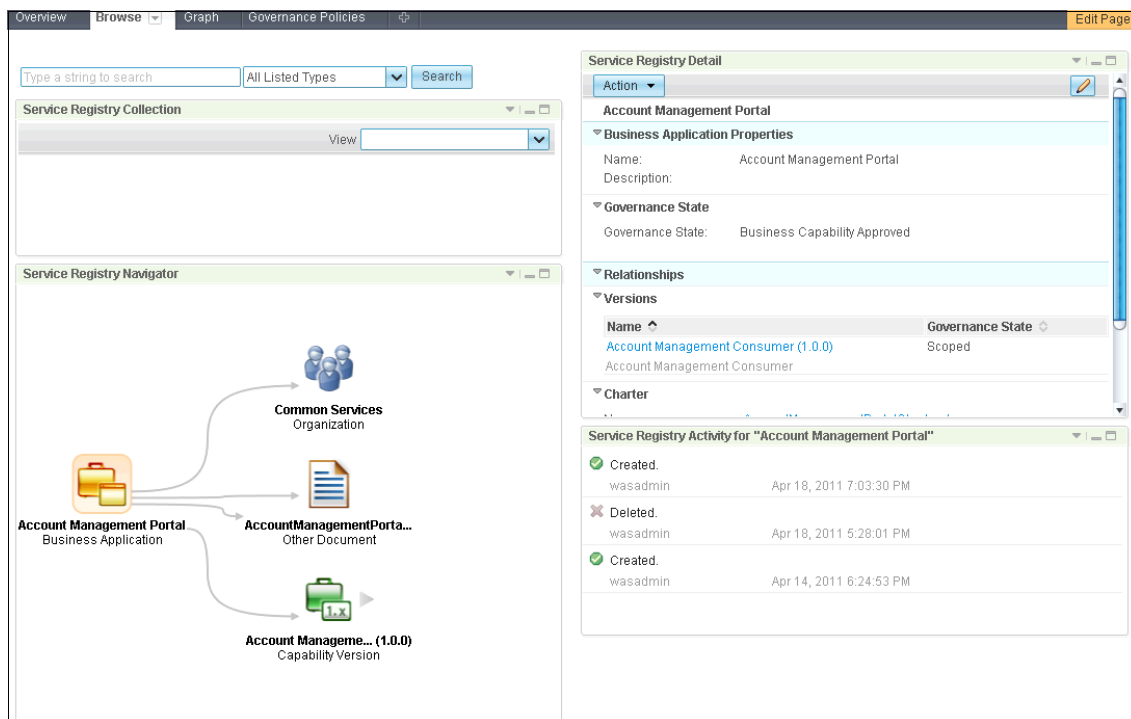 Overview Browse Graph Governance Policies Edit Page
Type a string to search All Listed Types Search
Service Registry Collection
View
Service Registry Navigator
Common Services
Organization
Account Management Portal
Business Application
AccountManagementPorta...
Other Document
1.x
Account Manageme... (1.0.0)
Capability Version
Service Registry Detail
Action
Account Management Portal
Business Application Properties
Name: Account Management Portal
Description:
Governance State
Governance State: Business Capability Approved
Relationships
Versions
Name Governance State
Account Management Consumer (1.0.0) Scoped
Account Management Consumer
Charter
Service Registry Activity for "Account Management Portal"
Created.
wasadmin Apr 18, 2011 7:03:30 PM
Deleted.
wasadmin Apr 18, 2011 5:28:01 PM
Created.
wasadmin Apr 14, 2011 6:24:53 PM